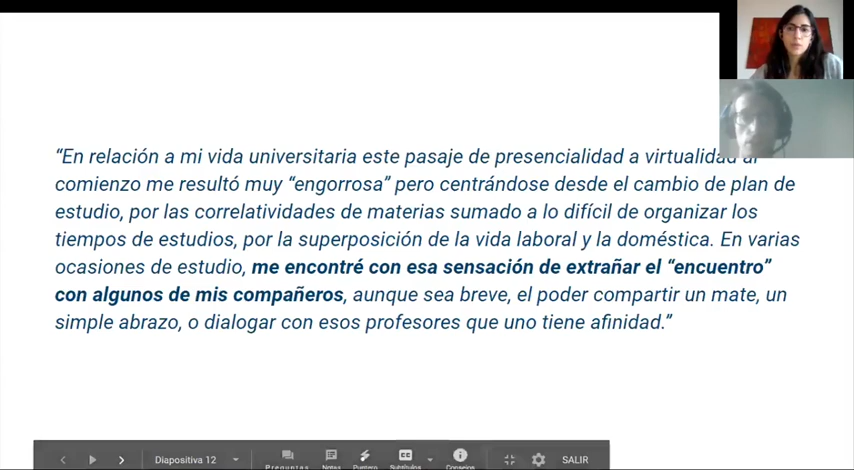 “En relación a mi vida universitaria este pasaje de presencialidad a virtualidad al
comienzo me resultó muy “engorrosa” pero centrándose desde el cambio de plan de
estudio, por las correlatividades de materias sumado a lo difícil de organizar los
tiempos de estudios, por la superposición de la vida laboral y la doméstica. En varias
ocasiones de estudio, me encontré con esa sensación de extrañar el “encuentro”
con algunos de mis compañeros, aunque sea breve, el poder compartir un mate, un
simple abrazo, o dialogar con esos profesores que uno tiene afinidad.”
Diapositiva 12
Preguntas
Notas
Puntero
Subtítulos
Consejos
SALIR